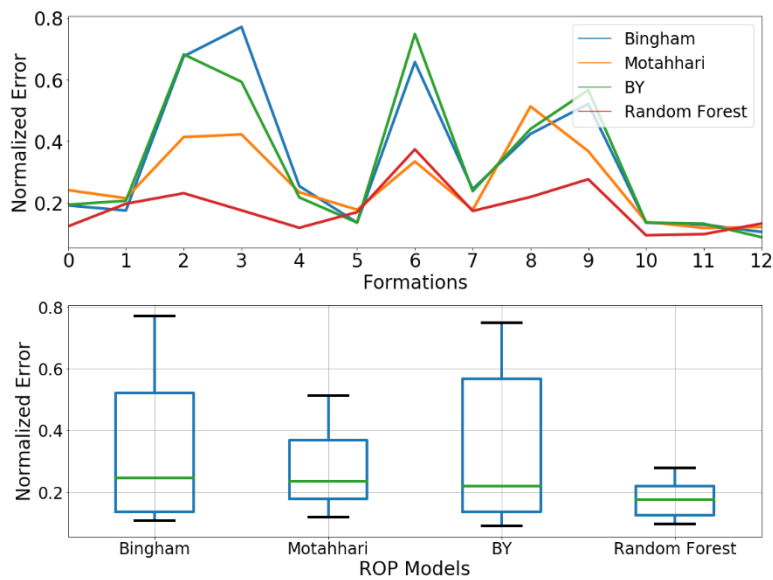 0.8
0.6
0.4
0.2
Normalized Error
Bingham
Motahhari
BY
Random Forest
0 1 2 3 4 5 6 7 8 9 10 11 12
Formations
0.8
0.6
0.4
0.2
Normalized Error
Bingham Motahhari BY Random Forest
ROP Models